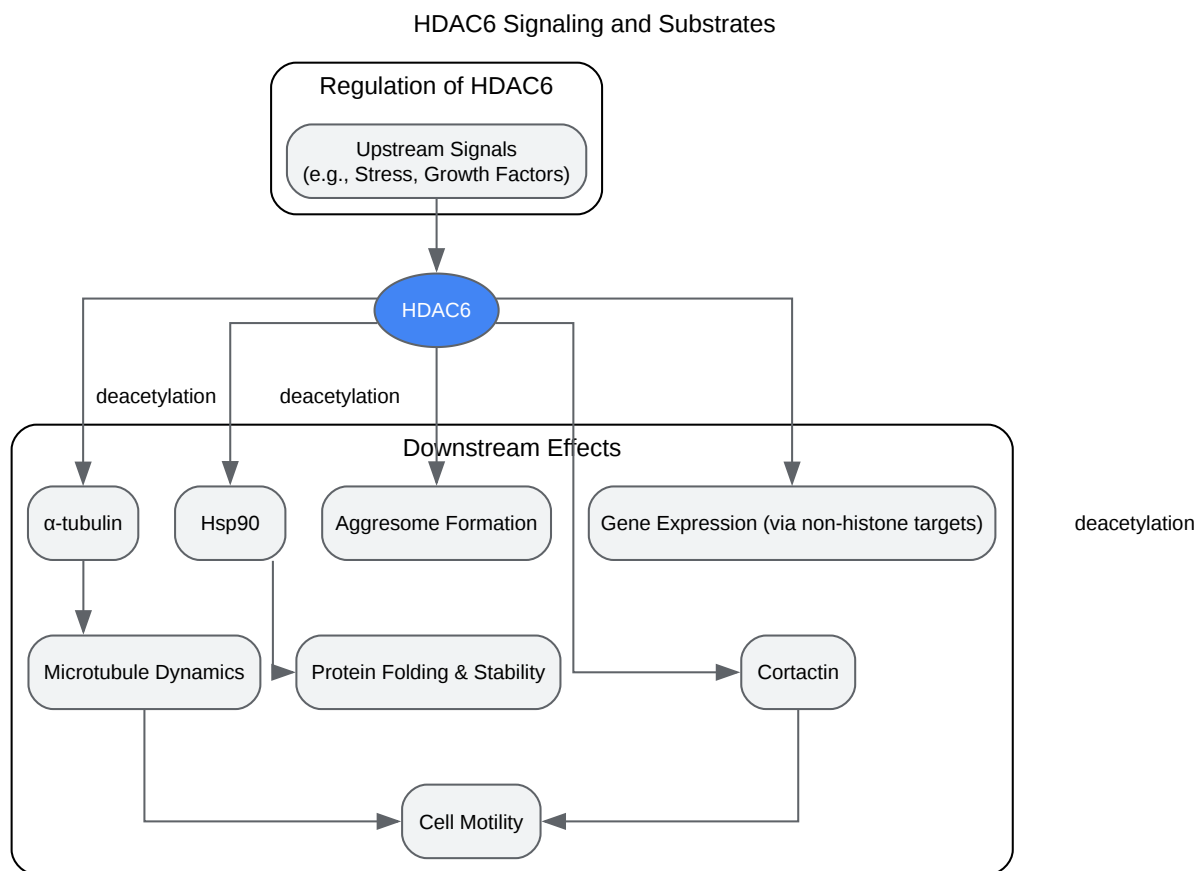 HDAC6 Signaling and Substrates
Regulation of HDAC6
Upstream Signals
(e.g., Stress, Growth Factors)
HDAC6
deacetylation
deacetylation
Downstream Effects
α-tubulin
Hsp90
Aggresome Formation
Gene Expression (via non-histone targets)
deacetylation
Microtubule Dynamics
Protein Folding & Stability
Cortactin
Cell Motility